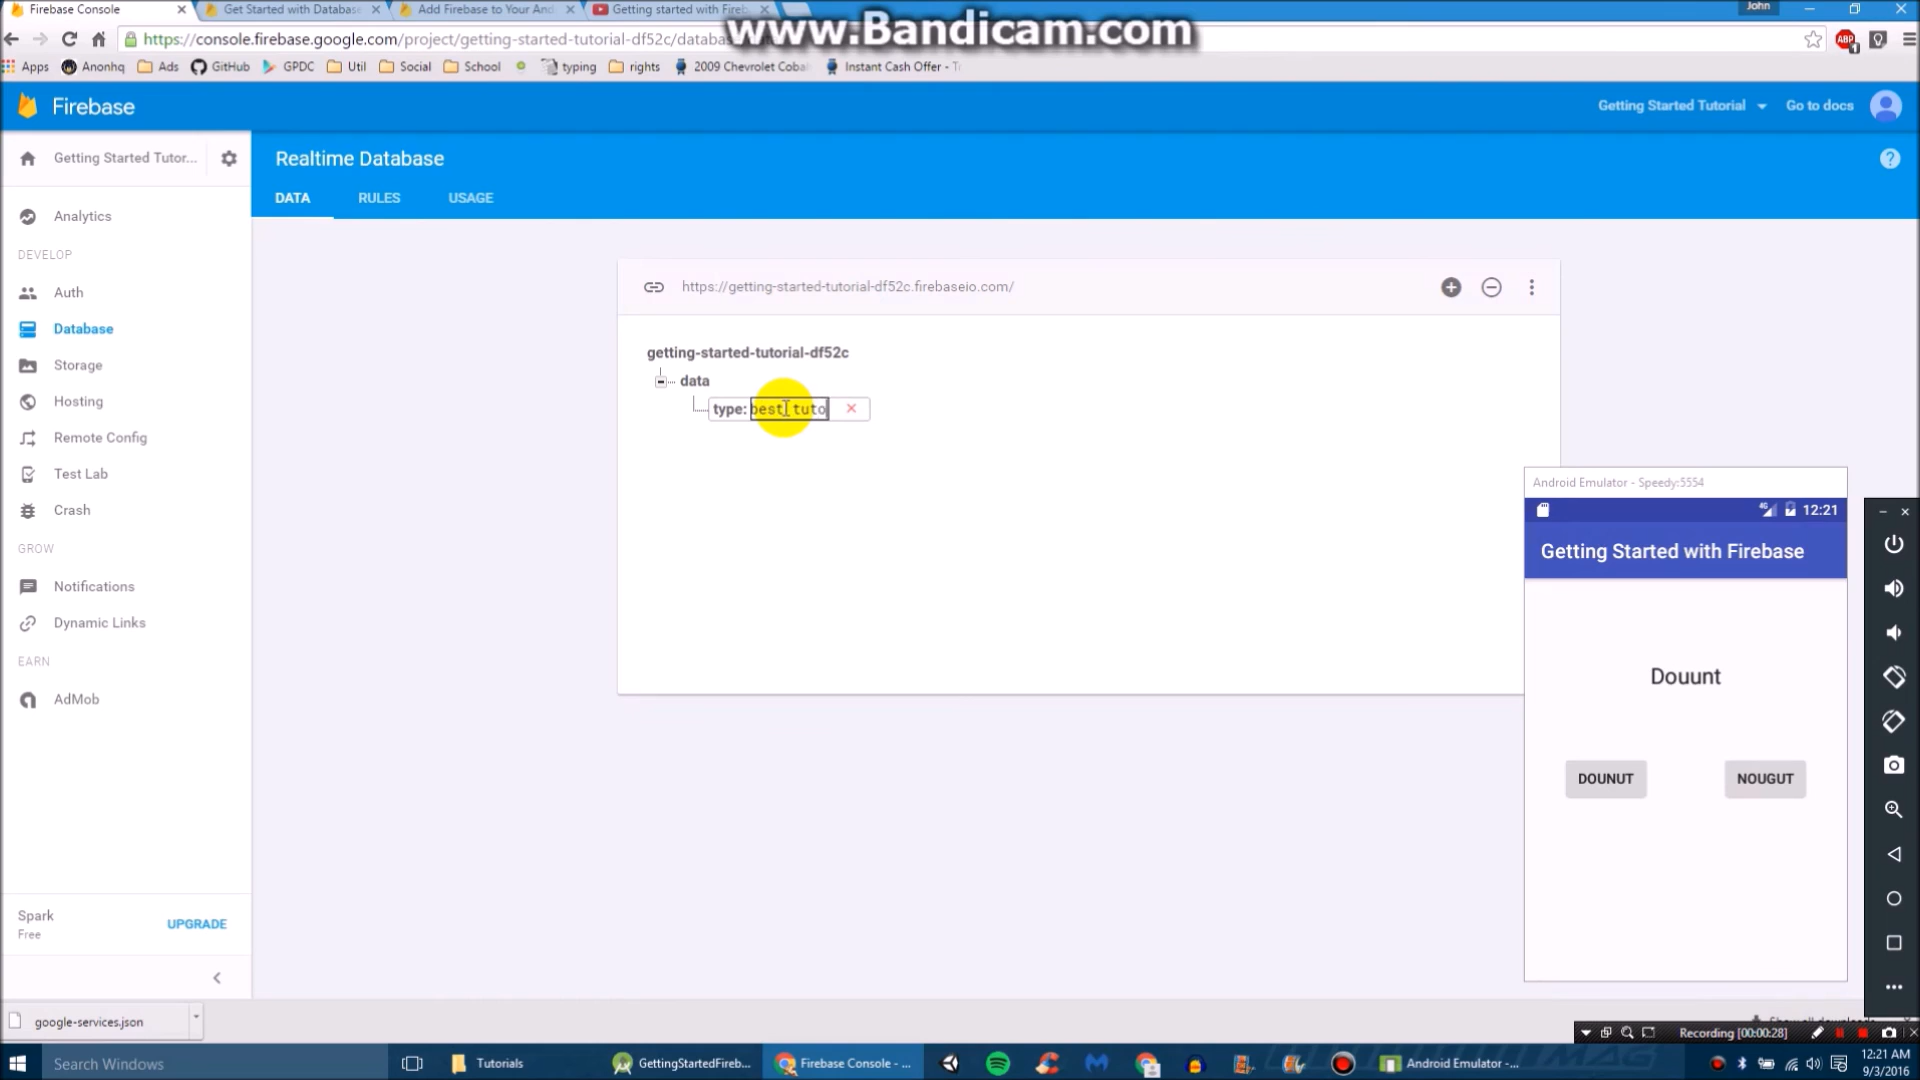 Firebase Console
Get Started with Database
Add Firebase to Your And
Getting started with Fireb
John
www.Bandicam.com
https://console.firebase.google.com/project/getting-started-tutorial-df52c/databas
ABP
1
Apps
Anonhq
Ads
GitHub
GPDC
Util
Social
School
typing
rights
2009 Chevrolet Coba
Instant Cash Offer - T
Firebase
Getting Started Tutorial
Go to docs
Getting Started Tutor...
Realtime Database
?
DATA
RULES
USAGE
Analytics
DEVELOP
Auth
Database
Storage
Hosting
Remote Config
Test Lab
Crash
GROW
Notifications
Dynamic Links
EARN
AdMob
Spark
Free
UPGRADE
https://getting-started-tutorial-df52c.firebaseio.com/
getting-started-tutorial-df52c
data
type: best tuto
Android Emulator - Speedy:5554
4G
12:21
Getting Started with Firebase
Douunt
DOUNUT
NOUGUT
google-services.json
Recording [00:00:28]
Search Windows
Tutorials
GettingStartedFireb...
Firebase Console - ...
Android Emulator -...
12:21 AM
9/3/2016